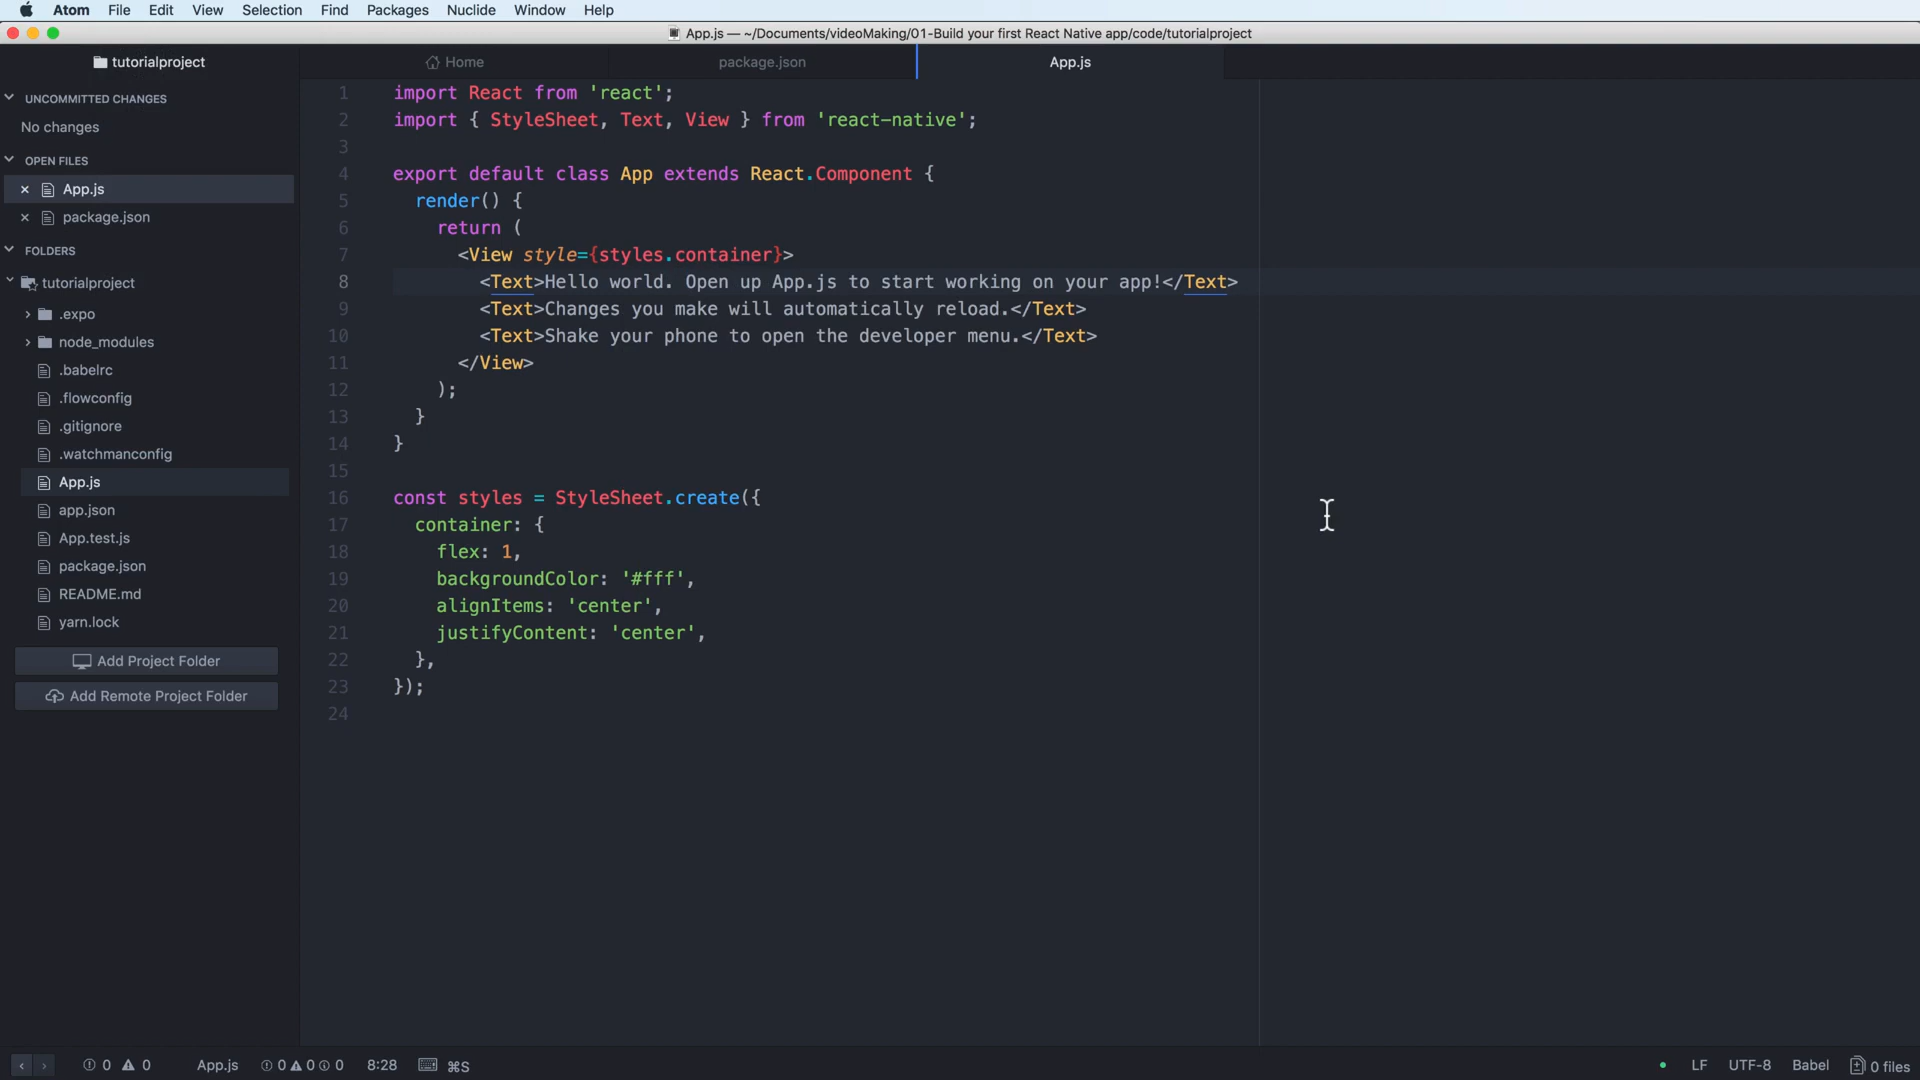 Atom File Edit View Selection Find Packages Nuclide Window Help
App.js — ~/Documents/videoMaking/01-Build your first React Native app/code/tutorialproject
tutorialproject
Home
package.json
App.js
UNCOMMITTED CHANGES
No changes
OPEN FILES
× App.js
× package.json
FOLDERS
tutorialproject
.expo
node_modules
.babelrc
.flowconfig
.gitignore
.watchmanconfig
App.js
app.json
App.test.js
package.json
README.md
yarn.lock
Add Project Folder
Add Remote Project Folder
1 import React from 'react';
2 import { StyleSheet, Text, View } from 'react-native';
3
4 export default class App extends React.Component {
5   render() {
6     return (
7       <View style={styles.container}>
8         <Text>Hello world. Open up App.js to start working on your app!</Text>
9         <Text>Changes you make will automatically reload.</Text>
10         <Text>Shake your phone to open the developer menu.</Text>
11       </View>
12     );
13   }
14 }
15
16 const styles = StyleSheet.create({
17   container: {
18     flex: 1,
19     backgroundColor: '#fff',
20     alignItems: 'center',
21     justifyContent: 'center',
22   },
23 });
24
0 0 App.js 0 0 0 8:28 ⌘S LF UTF-8 Babel 0 files